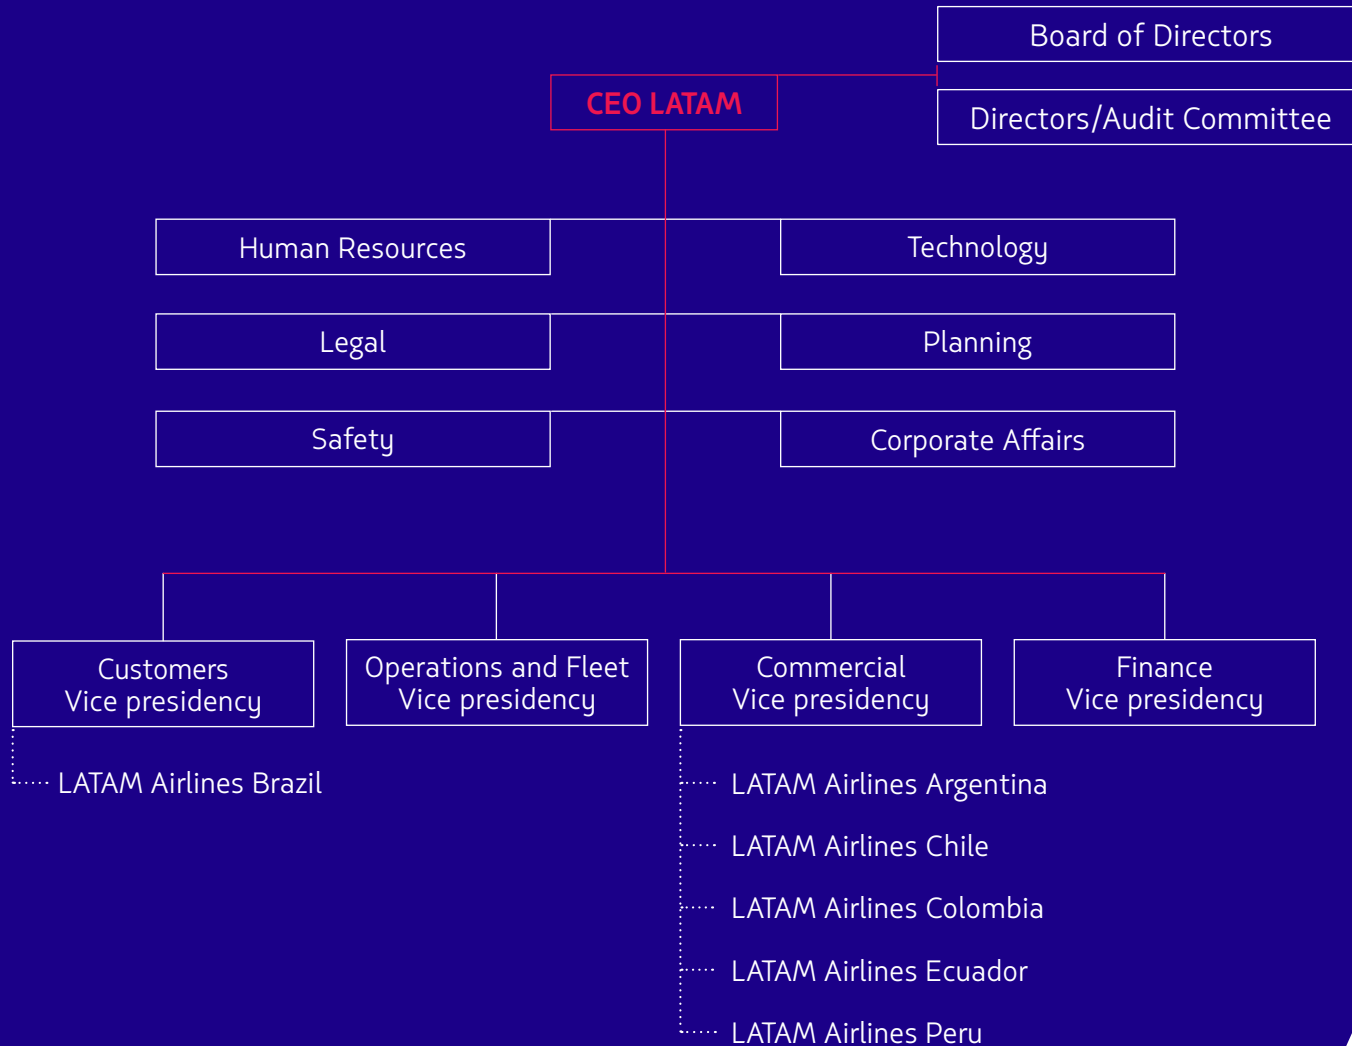 Board of Directors
CEO LATAM
Directors/Audit Committee
Human Resources
Technology
Legal
Planning
Safety
Corporate Affairs
Customers
Vice presidency
Operations and Fleet
Vice presidency
Commercial
Vice presidency
Finance
Vice presidency
LATAM Airlines Brazil
LATAM Airlines Argentina
LATAM Airlines Chile
LATAM Airlines Colombia
LATAM Airlines Ecuador
LATAM Airlines Peru